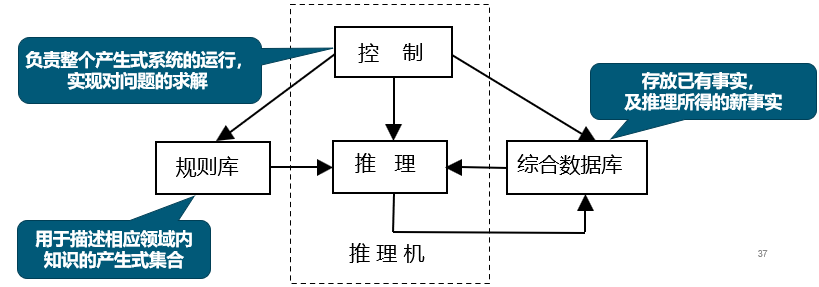 控 制
负责整个产生式系统的运行，
实现对问题的求解
存放已有事实，
及推理所得的新事实
规则库
推 理
综合数据库
用于描述相应领域内
知识的产生式集合
推 理 机
37